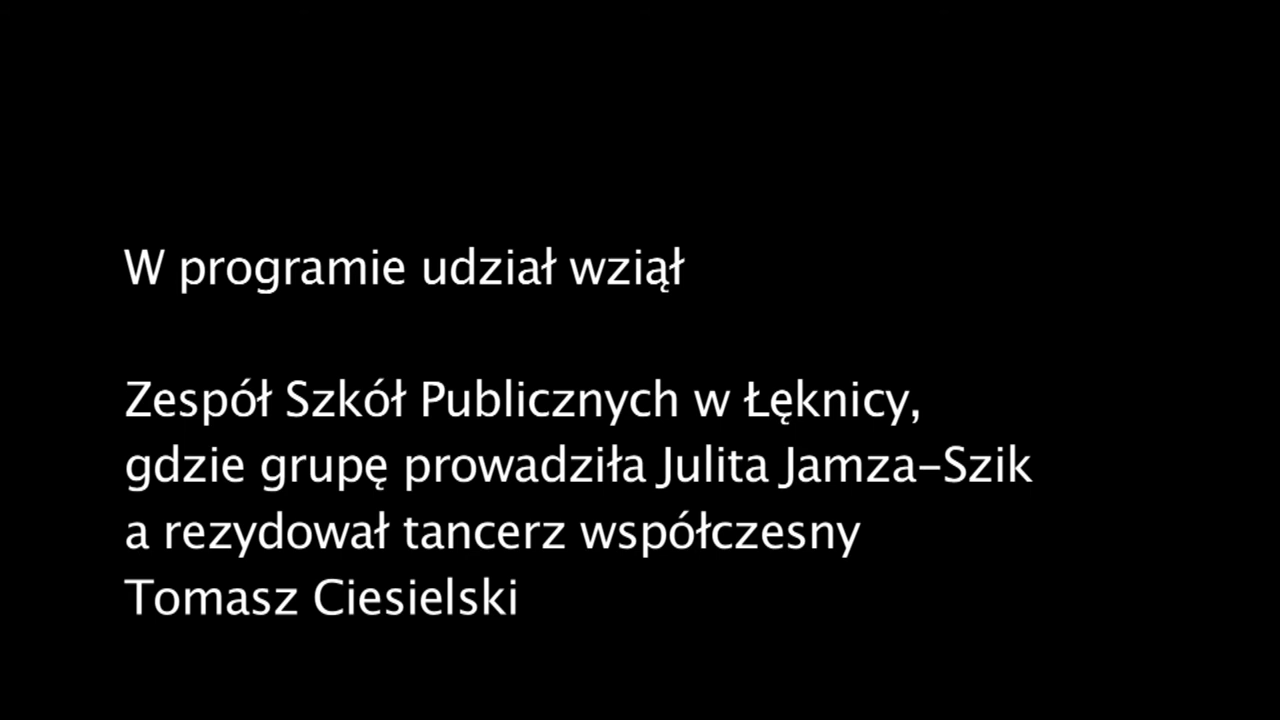 W programie udział wziął
Zespół Szkół Publicznych w Łęknicy,
gdzie grupę prowadziła Julita Jamza–Szik
a rezydował tancerz współczesny
Tomasz Ciesielski